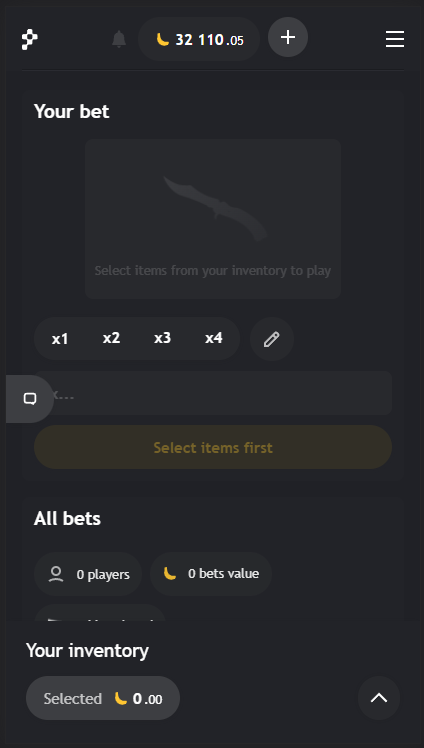 32 110.05
Your bet
Select items from your inventory to play
x1 x2 x3 x4
Select items first
All bets
0 players 0 bets value
Your inventory
Selected 0.00